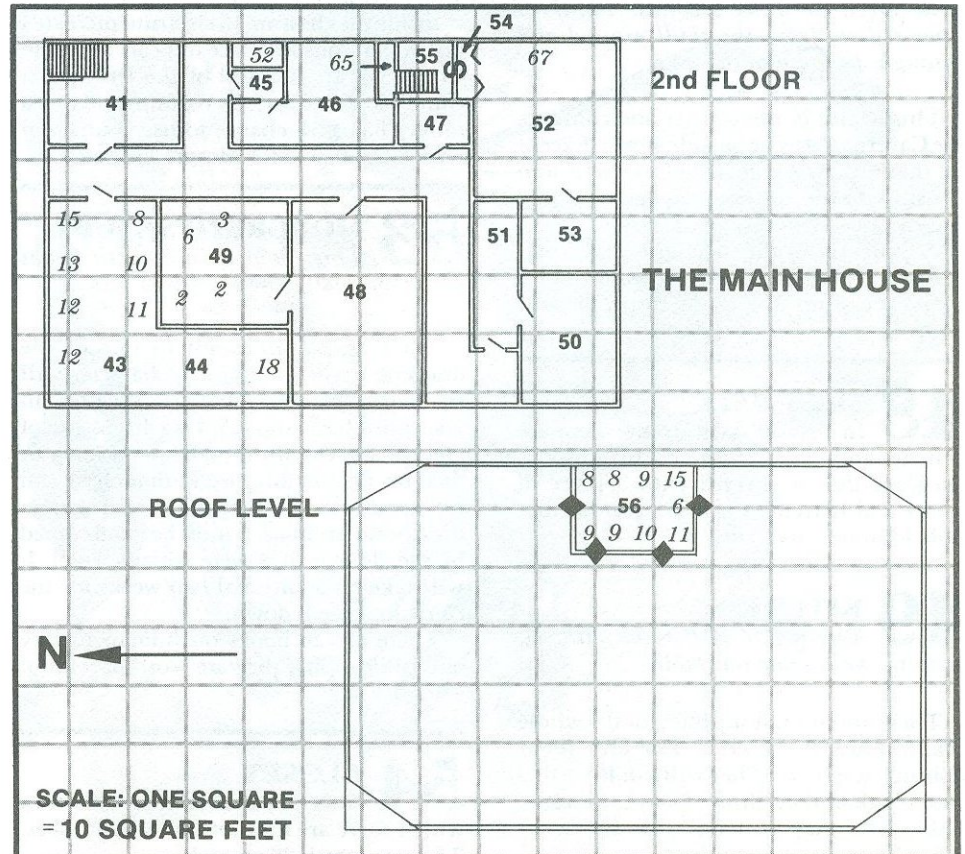 54
52 65 55 S 67
2nd FLOOR
41 45 46 47 52
15 8 3 51 53
6
13 10 49
THE MAIN HOUSE
12 11 2 2 48
50
12 43 44 18
ROOF LEVEL
8 8 9 15
56 6
9 9 10 11
N
SCALE: ONE SQUARE
= 10 SQUARE FEET